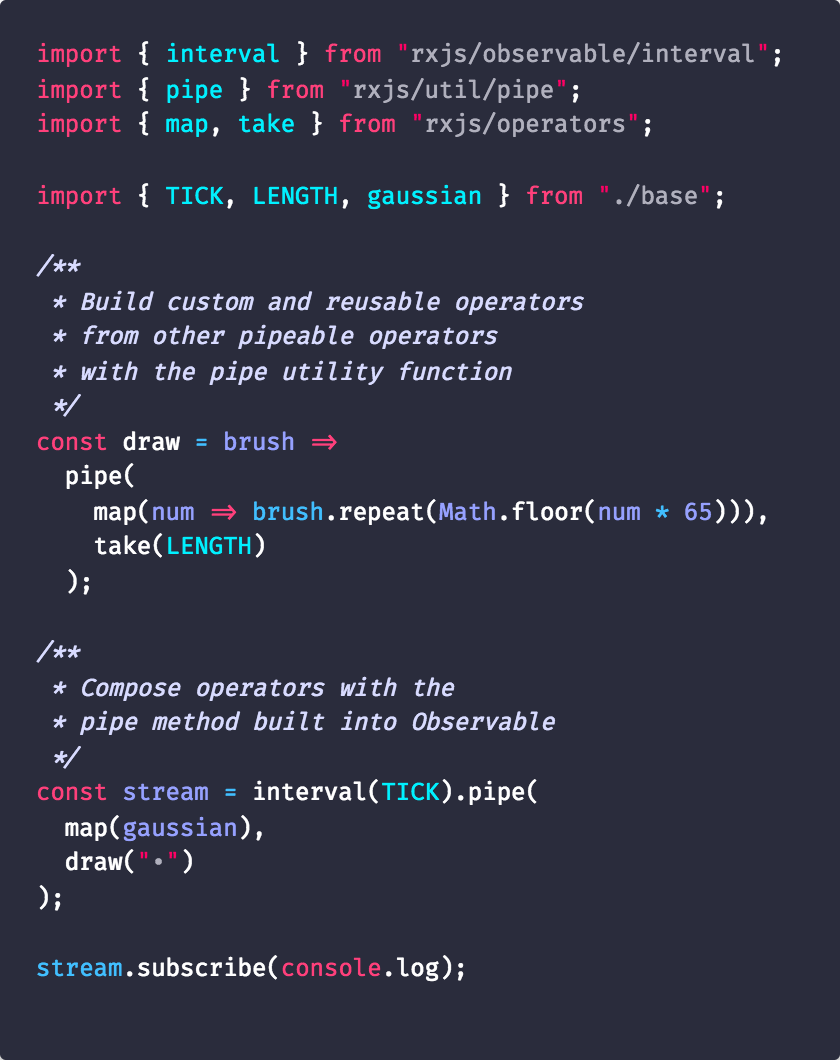 import { interval } from "rxjs/observable/interval";
import { pipe } from "rxjs/util/pipe";
import { map, take } from "rxjs/operators";

import { TICK, LENGTH, gaussian } from "./base";

/**
 * Build custom and reusable operators
 * from other pipeable operators
 * with the pipe utility function
 */
const draw = brush =>
  pipe(
    map(num => brush.repeat(Math.floor(num * 65))),
    take(LENGTH)
  );

/**
 * Compose operators with the
 * pipe method built into Observable
 */
const stream = interval(TICK).pipe(
  map(gaussian),
  draw("•")
);

stream.subscribe(console.log);